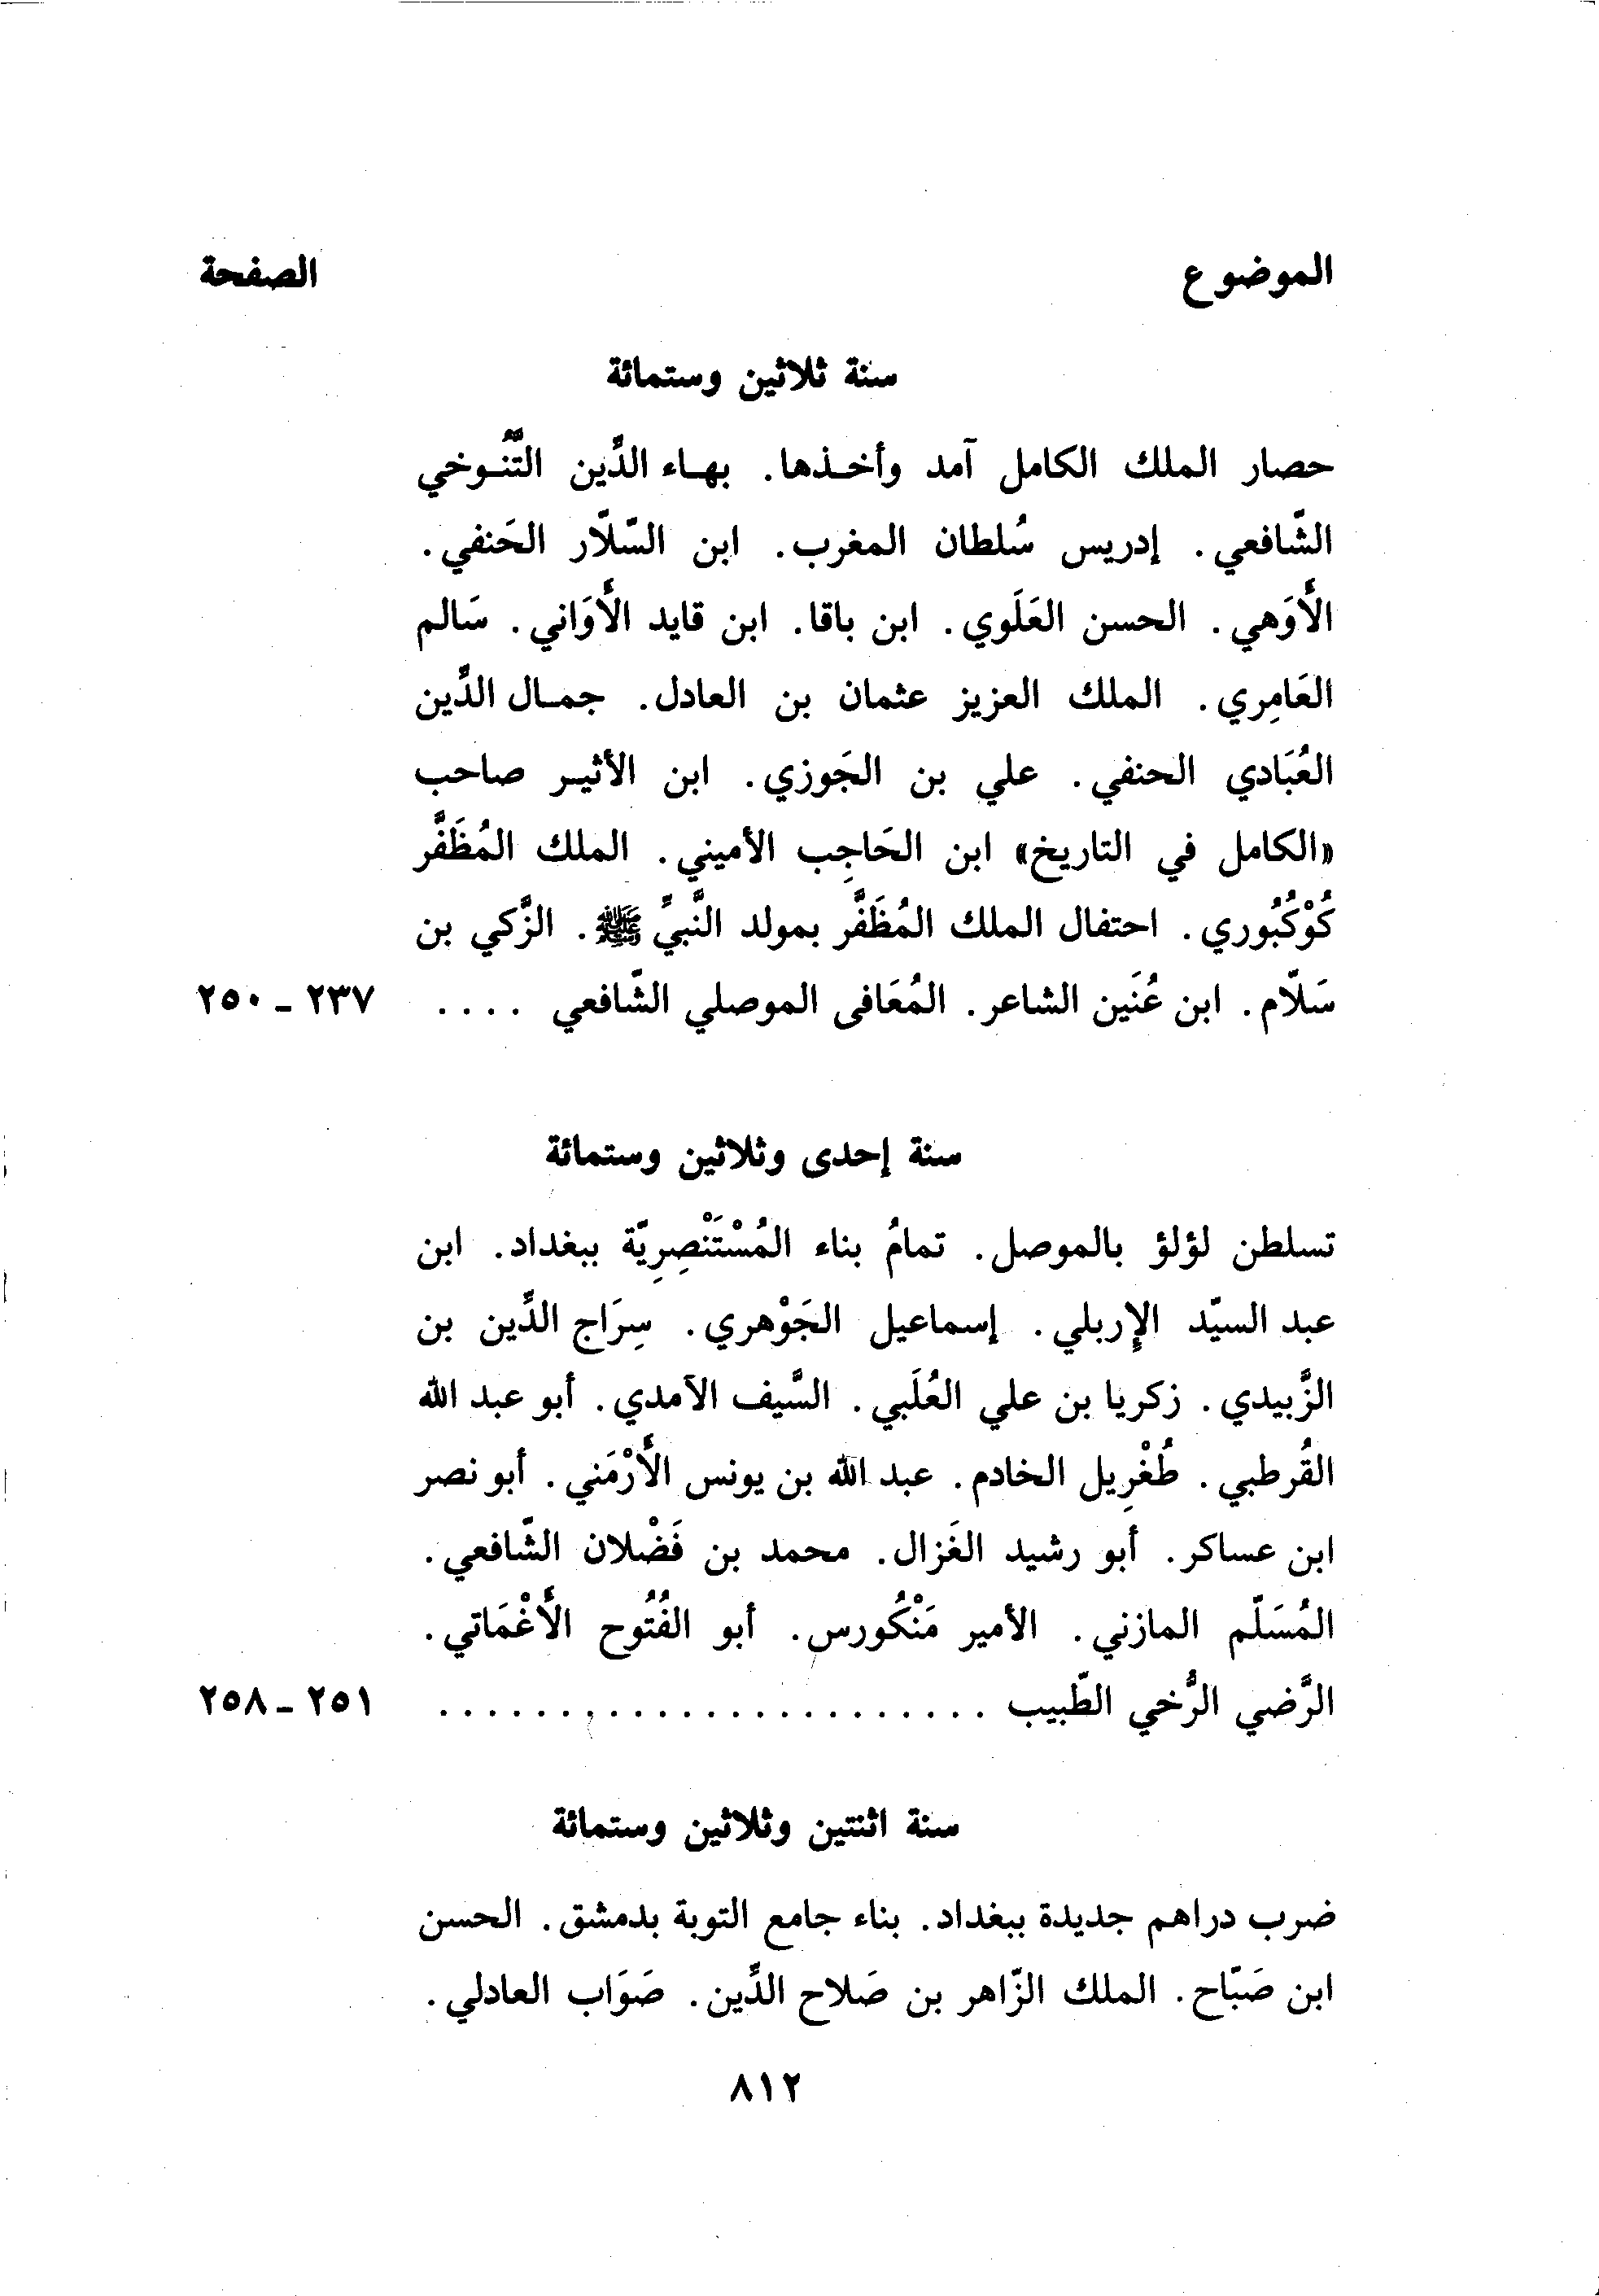 الموضوع الصفحة
سنة ثلاثين وستمائة
حصار الملك الكامل آمد وأخـذها. بهـاء الدِّين التَّنُـوخي
الشّافعي. إدريس سُلطان المغرب. ابن السّلّار الحَنفي.
الأَوَهي. الحسن العَلَوي. ابن باقا. ابن قايد الأَوَاني. سَالم
العَامِري. الملك العزيز عثمان بن العادل. جمـال الدِّين
العُبَادي الحنفي. علي بن الجَوزي. ابن الأثيـر صاحب
«الكامل في التاريخ» ابن الحَاجِب الأميني. الملك المُظَفَّر
كُوْكُبُوري. احتفال الملك المُظَفَّر بمولد النَّبيِّ ﷺ. الزَّكي بن
سَلّام. ابن عُنَين الشاعر. المُعَافى الموصلي الشّافعي .... ٢٣٧ ـ ٢٥٠
سنة إحدى وثلاثين وستمائة
تسلطن لؤلؤ بالموصل. تمامُ بناء المُسْتَنْصِرِيّة ببغداد. ابن
عبد السيّد الإربلي. إسماعيل الجَوْهري. سِرَاج الدِّين بن
الزَّبيدي. زكريا بن علي العُلَبي. السَّيف الآمدي. أبو عبد الله
القُرطبي. طُغْرِيل الخادم. عبد الله بن يونس الأَرْمَني. أبو نصر
ابن عساكر. أبو رشيد الغَزال. محمد بن فَضْلان الشّافعي.
المُسَلّم المازني. الأمير مَنْكُورس. أبو الفُتُوح الأَغْمَاتي.
الرَّضي الرُّخي الطّبيب ........................ ٢٥١ ـ ٢٥٨
سنة اثنتين وثلاثين وستمائة
ضرب دراهم جديدة ببغداد. بناء جامع التوبة بدمشق. الحسن
ابن صَبّاح. الملك الزّاهر بن صَلاح الدِّين. صَوَاب العادلي.
٨١٢